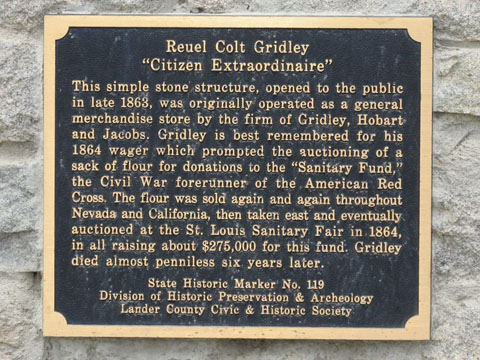 Reuel Colt Gridley
"Citizen Extraordinaire"
This simple stone structure, opened to the public
in late 1863, was originally operated as a general
merchandise store by the firm of Gridley, Hobart
and Jacobs. Gridley is best remembered for his
1864 wager which prompted the auctioning of a
sack of flour for donations to the "Sanitary Fund,"
the Civil War forerunner of the American Red
Cross. The flour was sold again and again throughout
Nevada and California, then taken east and eventually
auctioned at the St. Louis Sanitary Fair in 1864,
in all raising about $275,000 for this fund. Gridley
died almost penniless six years later.
State Historic Marker No. 119
Division of Historic Preservation & Archeology
Lander County Civic & Historic Society